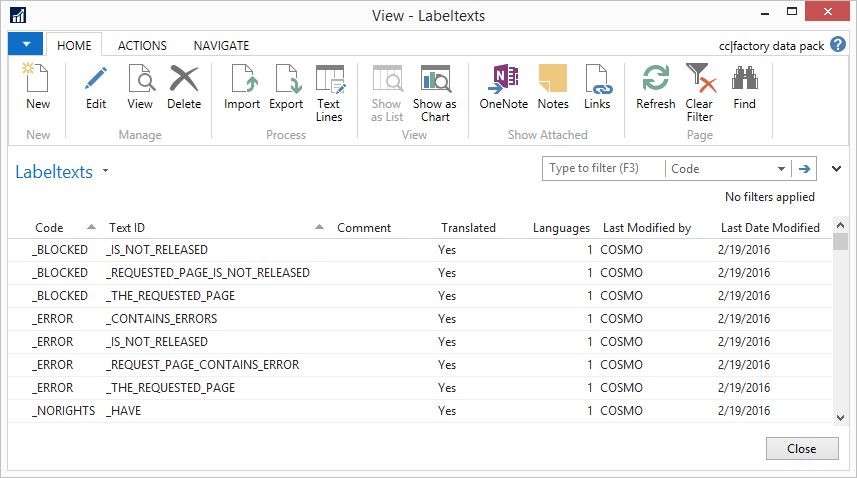 View - Labeltexts
HOME ACTIONS NAVIGATE cc|factory data pack ?
New Edit View Delete Import Export Text Lines Show as List Show as Chart OneNote Notes Links Refresh Clear Filter Find
New Manage Process View Show Attached Page
Labeltexts Type to filter (F3) Code
No filters applied
Code Text ID Comment Translated Languages Last Modified by Last Date Modified
_BLOCKED _IS_NOT_RELEASED Yes 1 COSMO 2/19/2016
_BLOCKED _REQUESTED_PAGE_IS_NOT_RELEASED Yes 1 COSMO 2/19/2016
_BLOCKED _THE_REQUESTED_PAGE Yes 1 COSMO 2/19/2016
_ERROR _CONTAINS_ERRORS Yes 1 COSMO 2/19/2016
_ERROR _IS_NOT_RELEASED Yes 1 COSMO 2/19/2016
_ERROR _REQUEST_PAGE_CONTAINS_ERROR Yes 1 COSMO 2/19/2016
_ERROR _THE_REQUESTED_PAGE Yes 1 COSMO 2/19/2016
_NORIGHTS _HAVE Yes 1 COSMO 2/19/2016
Close